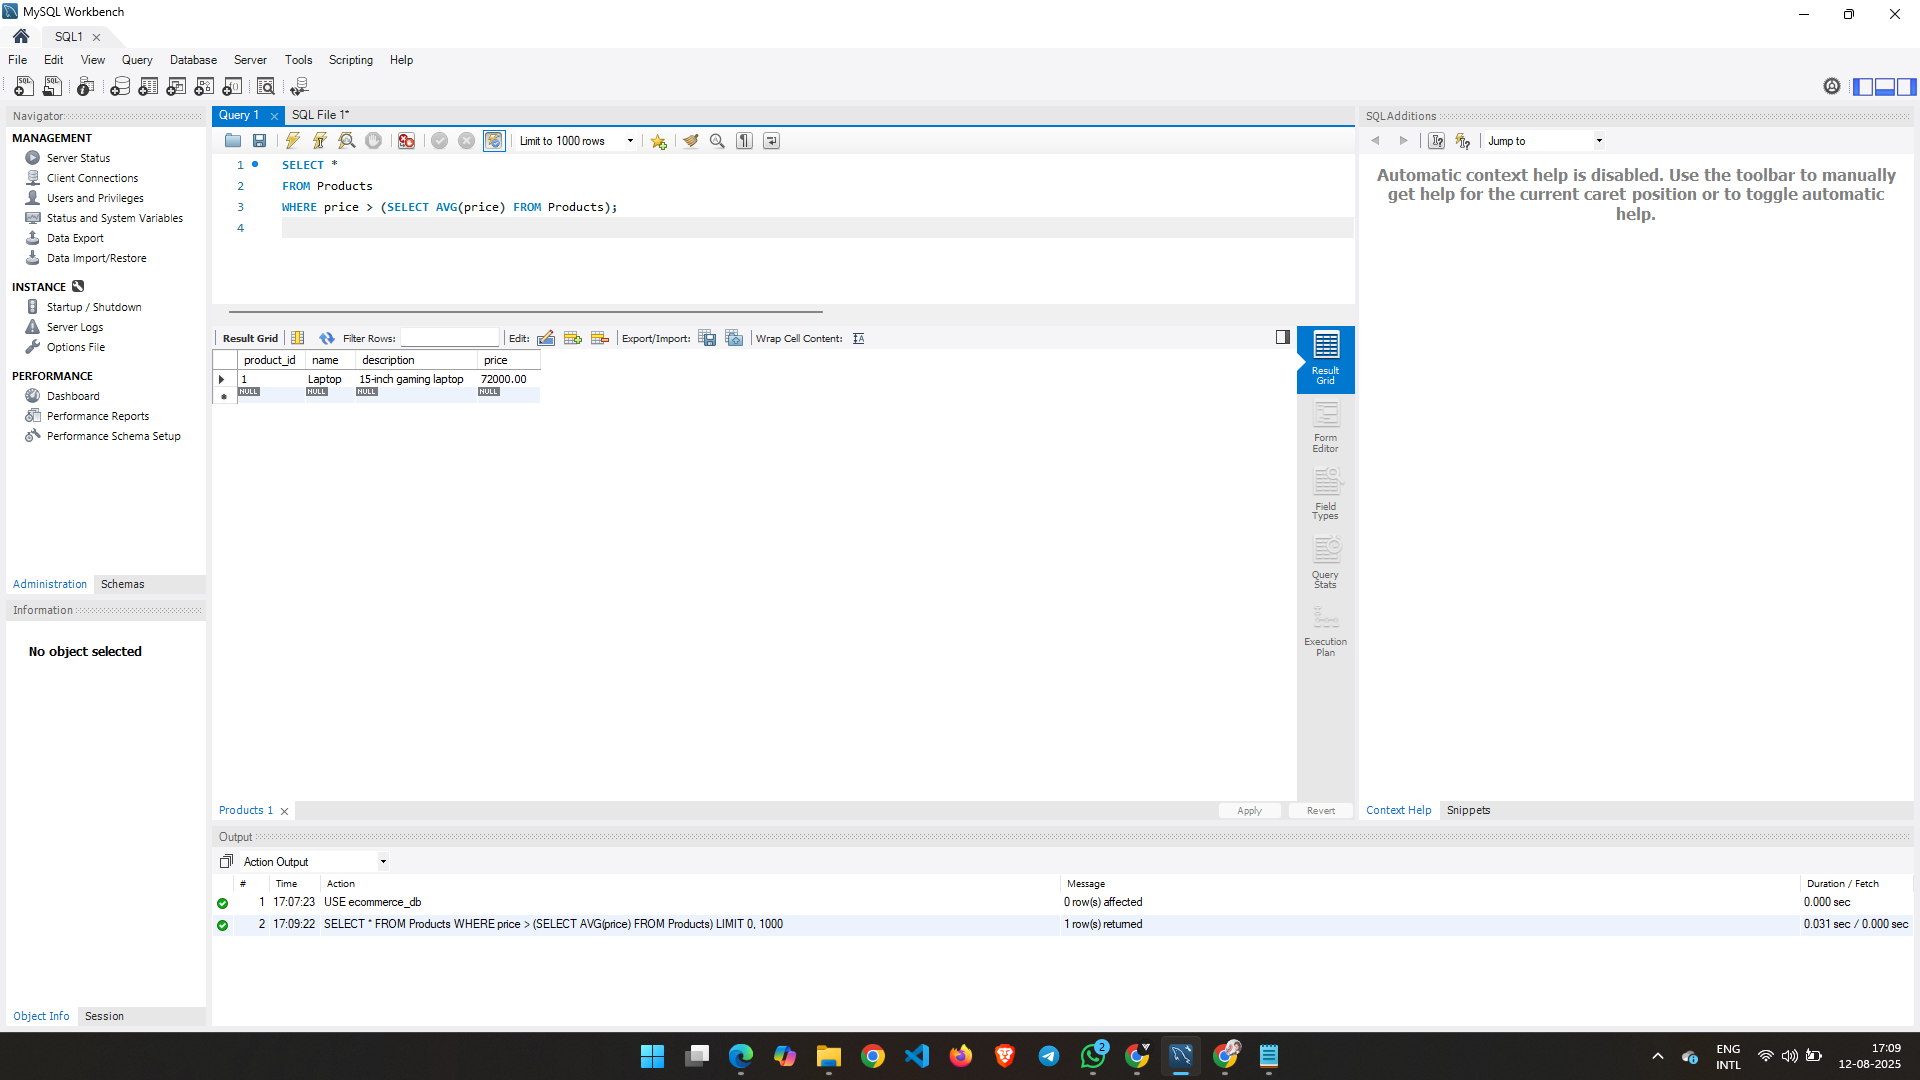 MySQL Workbench
SQL1
File Edit View Query Database Server Tools Scripting Help
Navigator
MANAGEMENT
Server Status
Client Connections
Users and Privileges
Status and System Variables
Data Export
Data Import/Restore
INSTANCE
Startup / Shutdown
Server Logs
Options File
PERFORMANCE
Dashboard
Performance Reports
Performance Schema Setup
Administration Schemas
Information
No object selected
Object Info Session
Query 1 SQL File 1*
Limit to 1000 rows
1 SELECT *
2 FROM Products
3 WHERE price > (SELECT AVG(price) FROM Products);
4
Result Grid Filter Rows: Edit: Export/Import: Wrap Cell Content:
product_id name description price
1 Laptop 15-inch gaming laptop 72000.00
NULL NULL NULL NULL
Result
Grid
Form
Editor
Field
Types
Query
Stats
Execution
Plan
Products 1 Apply Revert
SQLAdditions
Jump to
Automatic context help is disabled. Use the toolbar to manually
get help for the current caret position or to toggle automatic
help.
Context Help Snippets
Output
Action Output
# Time Action Message Duration / Fetch
1 17:07:23 USE ecommerce_db 0 row(s) affected 0.000 sec
2 17:09:22 SELECT * FROM Products WHERE price > (SELECT AVG(price) FROM Products) LIMIT 0, 1000 1 row(s) returned 0.031 sec / 0.000 sec
2
ENG
INTL
17:09
12-08-2025